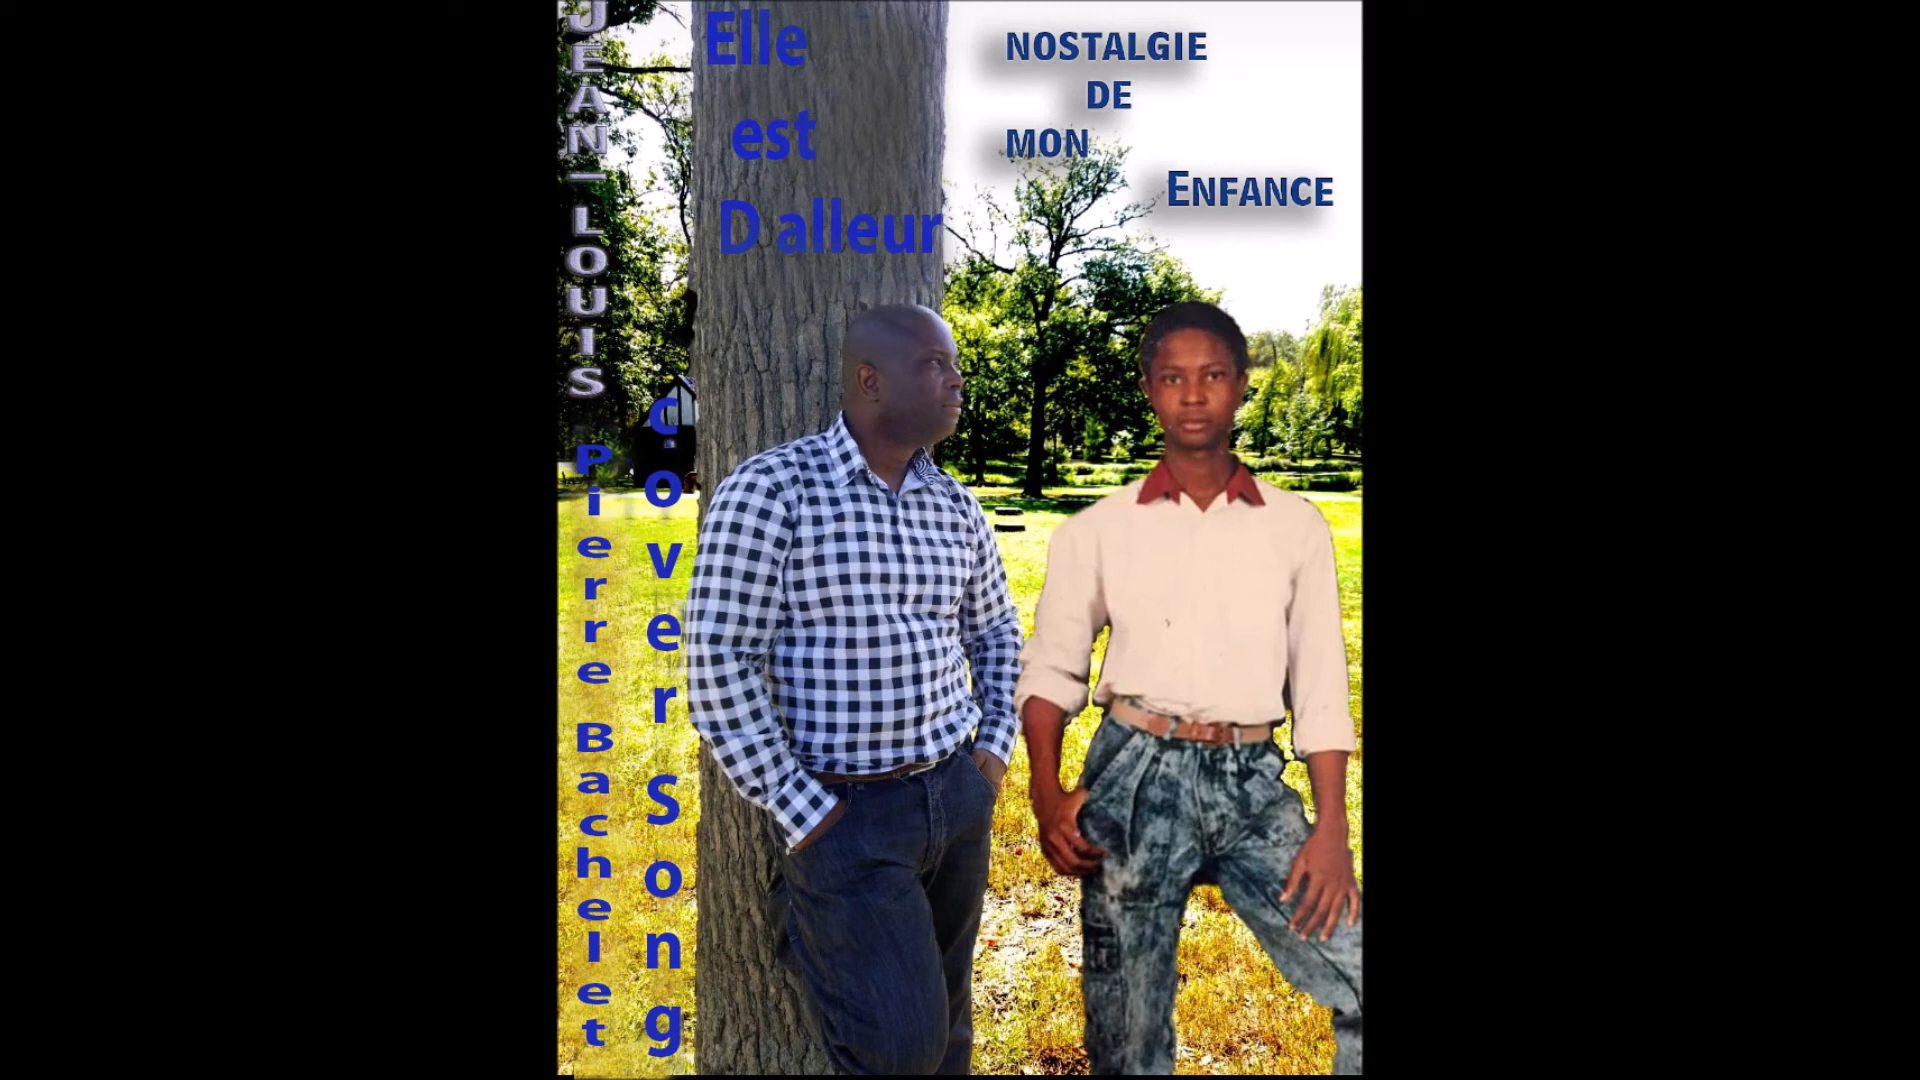 JEAN-LOUIS
Elle
est
D alleur
NOSTALGIE
DE
MON
ENFANCE
Pierre Bachelet
cover Song